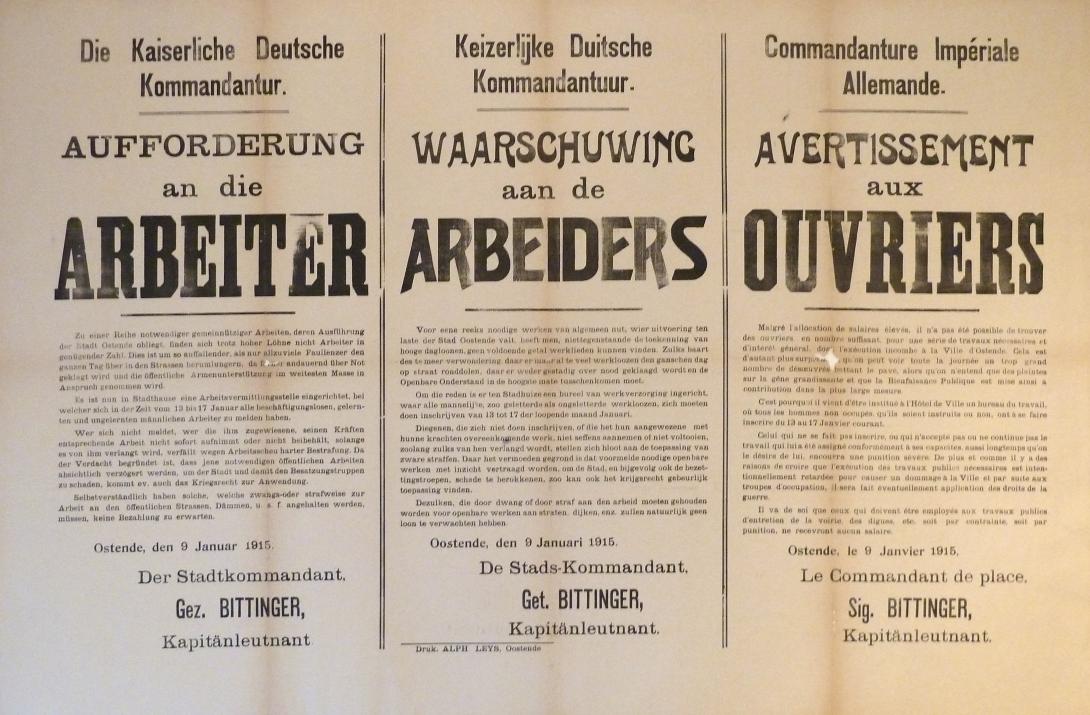 Die Kaiserliche Deutsche
Kommandantur.
AUFFORDERUNG
an die
ARBEITER
Zu einer Reihe notwendiger gemeinnütziger Arbeiten, deren Ausführung
der Stadt Ostende obliegt, finden sich trotz hoher Löhne nicht Arbeiter in
genügender Zahl. Dies ist um so auffallender, als nur allzuviele Faullenzer den
ganzen Tag über in den Strassen herumlungern, da ferner andauernd über Not
geklagt wird und die öffentliche Armenunterstützung im weitesten Masse in
Anspruch genommen wird.
Es ist nun in Stadthause eine Arbeitsvermittlungsstelle eingerichtet, bei
welcher sich in der Zeit vom 13 bis 17 Januar alle beschäftigungslosen, gelern-
ten und ungelernten männlichen Arbeiter zu melden haben.
Wer sich nicht meldet, wer die ihm zugewiesene, seinen Kräften
entsprechende Arbeit nicht sofort aufnimmt oder nicht beibehält, solange
es von ihm verlangt wird, verfällt wegen Arbeitsscheu harter Bestrafung. Da
der Verdacht begründet ist, dass jene notwendigen öffentlichen Arbeiten
absichtlich verzögert werden, um der Stadt und damit den Besatzungstruppen
zu schaden, kommt ev. auch das Kriegsrecht zur Anwendung.
Selbstverständlich haben solche, welche zwangs-oder strafweise zur
Arbeit an den öffentlichen Strassen, Dämmen, u. s. f. angehalten werden,
müssen, keine Bezahlung zu erwarten.
Ostende, den 9 Januar 1915.
Der Stadtkommandant,
Gez. BITTINGER,
Kapitänleutnant
Keizerlijke Duitsche
Kommandantuur.
WAARSCHUWING
aan de
ARBEIDERS
Voor eene reeks noodige werken van algemeen nut, wier uitvoering ten
laste der Stad Oostende valt, heeft men, niettegenstaande de toekenning van
hooge dagloonen, geen voldoende getal werklieden kunnen vinden. Zulks baart
des te meer verwondering, daar er maar al te veel werkloozen den gaanschen dag
op straat ronddolen, daar er weder gestadig over nood geklaagd wordt en de
Openbare Onderstand in de hoogste mate tusschenkomen moet.
Om die reden is er ten Stadhuize een bureel van werkverzorging ingericht,
waar alle mannelijke, zoo geletterde als ongeletterde werkloozen, zich moeten
doen inschrijven van 13 tot 17 der loopende maand Januari.
Diegenen, die zich niet doen inschrijven, of die het hun aangewezene met
hunne krachten overeenkomende werk, niet seffens aannemen of niet voltooien,
zoolang zulks van hen verlangd wordt, stellen zich bloot aan de toepassing van
zware straffen. Daar het vermoeden gegrond is dat voormelde noodige openbare
werken met inzicht vertraagd worden, om de Stad, en bijgevolg ook de bezet-
tingstroepen, schade te berokkenen, zoo kan ook het krijgsrecht gebeurlijk
toepassing vinden.
Dezulken, die door dwang of door straf aan den arbeid moeten gehouden
worden voor openbare werken aan straten, dijken, enz. zullen natuurlijk geen
loon te verwachten hebben.
Oostende, den 9 Januari 1915.
De Stads-Kommandant,
Get. BITTINGER,
Kapitänleutnant.
Druk. ALPH LEYS, Oostende
Commandanture Impériale
Allemande.
AVERTISSEMENT
aux
OUVRIERS
Malgré l'allocation de salaires élevés, il n'a pas été possible de trouver
des ouvriers, en nombre suffisant, pour une série de travaux nécessaires et
d'intérêt général, dont l'exécution incombe à la Ville d'Ostende. Cela est
d'autant plus on peut voir toute la journée un trop grand
nombre de désœuvrés battant le pavé, alors qu'on n'entend que des plaintes
sur la gêne grandissante et que la Bienfaisance Publique est mise ainsi à
contribution dans la plus large mesure.
C'est pourquoi il vient d'être institué à l'Hôtel de Ville un bureau du travail,
où tous les hommes non occupés, qu'ils soient instruits ou non, ont à se faire
inscrire du 13 au 17 Janvier courant.
Celui qui ne se fait pas inscrire, ou qui n'accepte pas ou ne continue pas le
travail qui lui a été assigné conformément à ses capacités, aussi longtemps qu'on
le désire de lui, encourra une punition sévère. De plus et comme il y a des
raisons de croire que l'exécution des travaux publics nécessaires est inten-
tionnellement retardée pour causer un dommage à la Ville et par suite aux
troupes d'occupation, il sera fait éventuellement application des droits de la
guerre.
Il va de soi que ceux qui doivent être employés aux travaux publics
d'entretien de la voirie, des digues, etc. soit par contrainte, soit par
punition, ne recevront aucun salaire.
Ostende, le 9 Janvier 1915.
Le Commandant de place,
Sig. BITTINGER,
Kapitänleutnant.